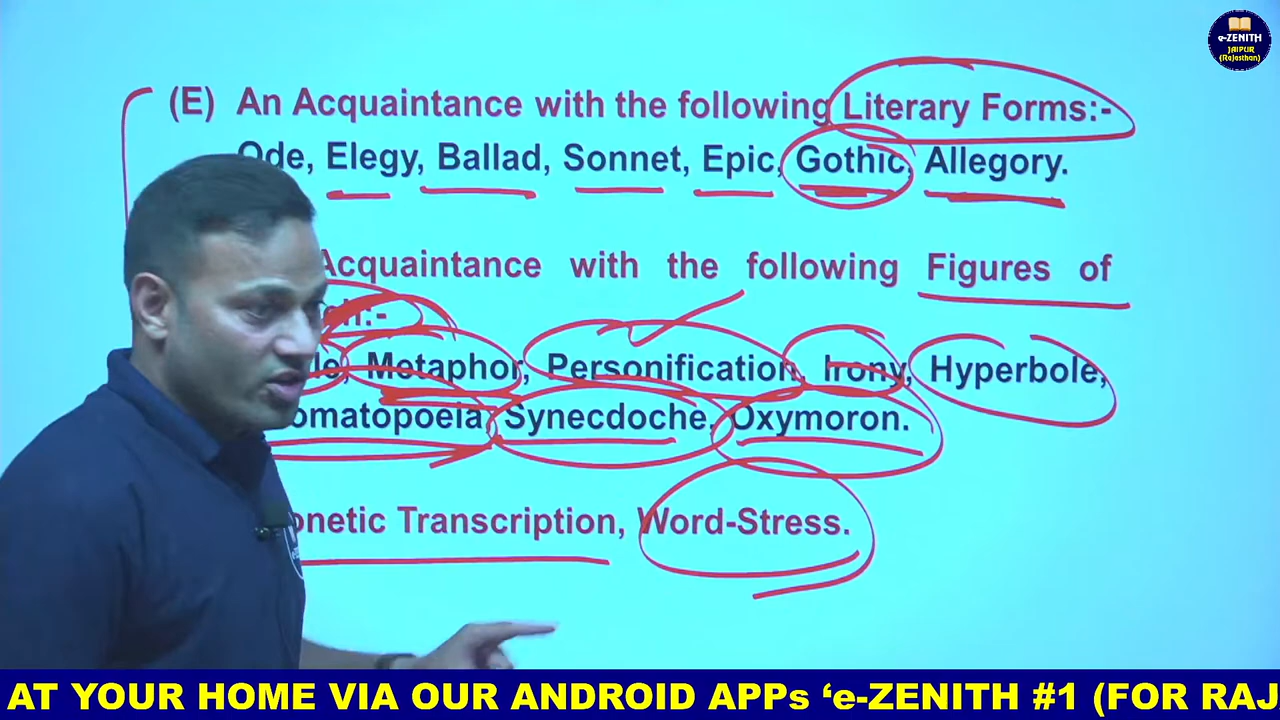 e-ZENITH
JAIPUR
(Rajasthan)
(E) An Acquaintance with the following Literary Forms:-
Ode, Elegy, Ballad, Sonnet, Epic, Gothic, Allegory.
Acquaintance with the following Figures of
Metaphor, Personification, Irony, Hyperbole,
Synecdoche, Oxymoron.
Transcription, Word-Stress.
AT YOUR HOME VIA OUR ANDROID APPs ‘e-ZENITH #1 (FOR RAJ